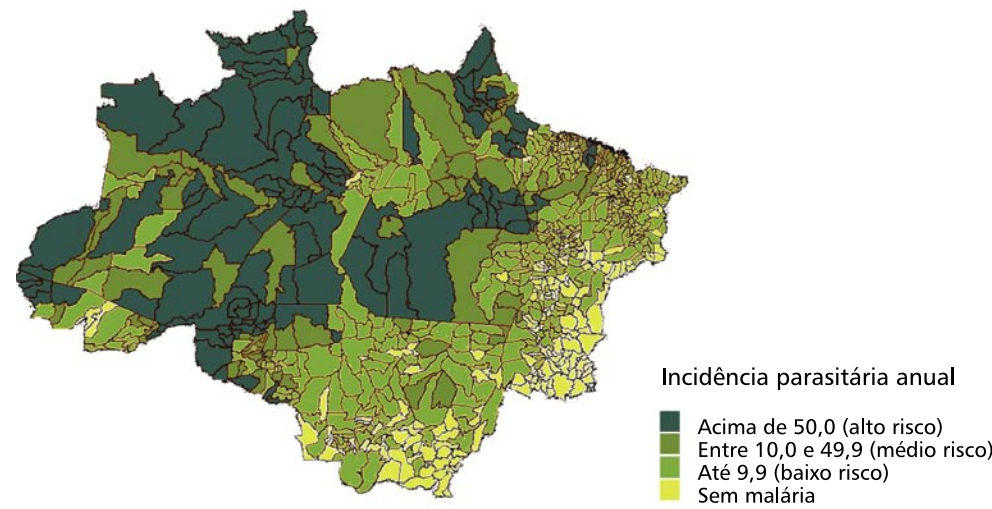 Incidência parasitária anual
Acima de 50,0 (alto risco)
Entre 10,0 e 49,9 (médio risco)
Até 9,9 (baixo risco)
Sem malária